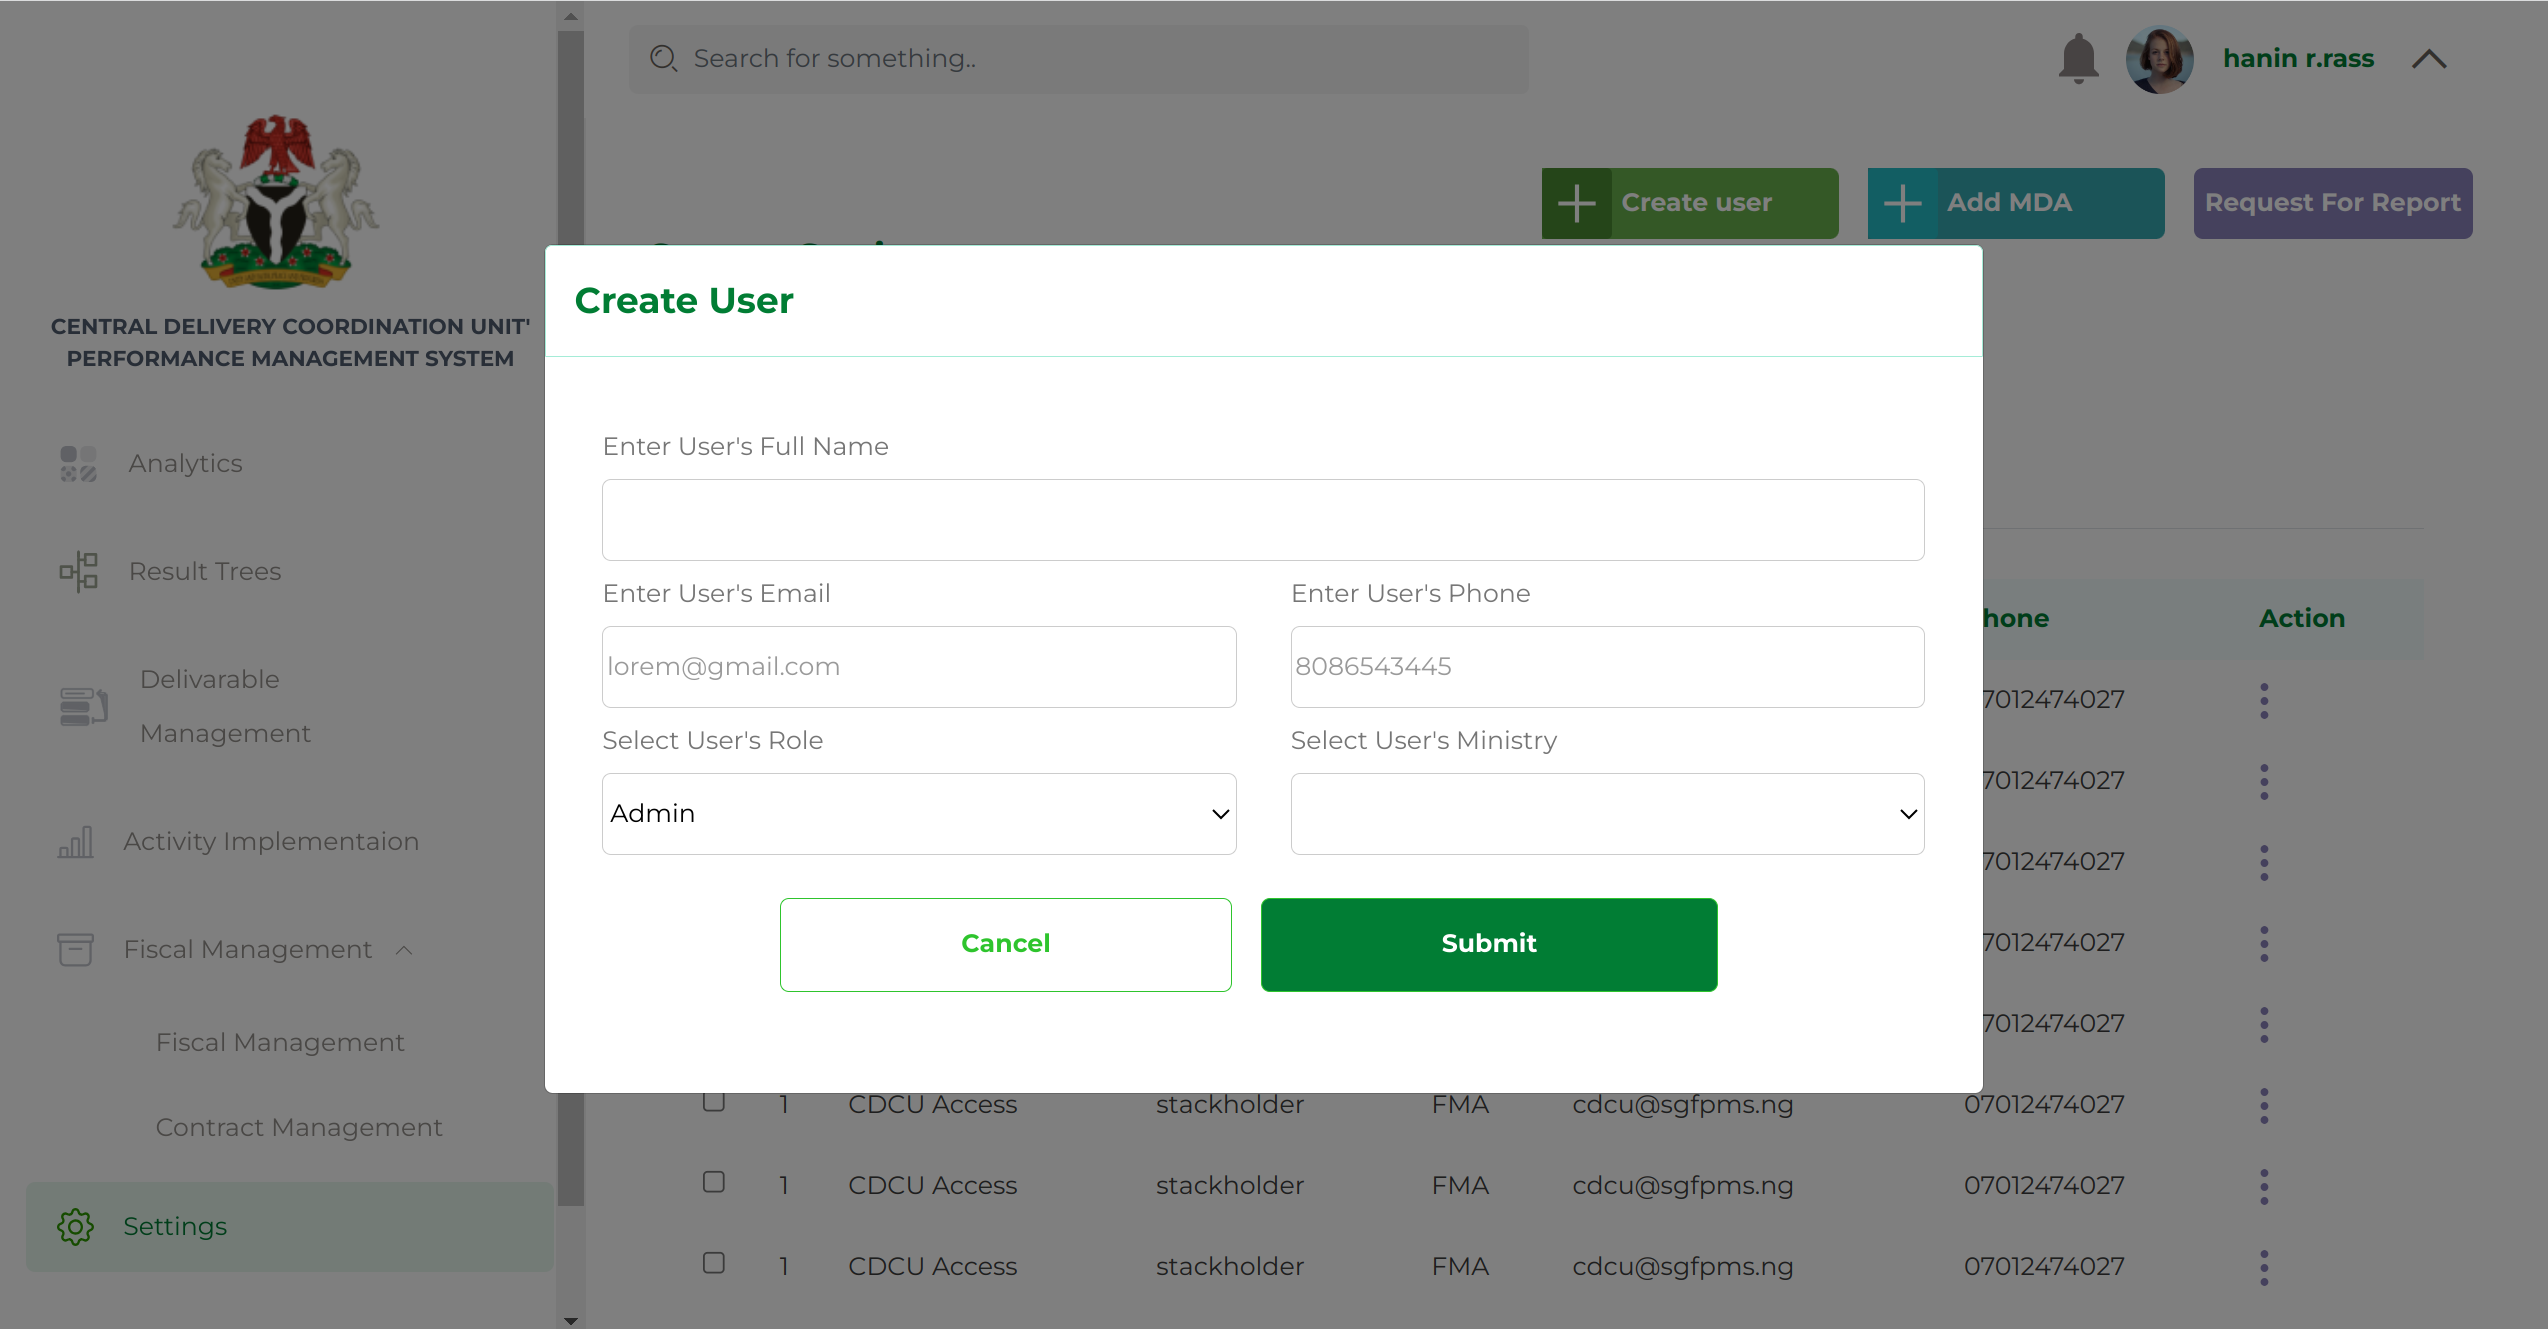 Search for something..
hanin r.rass
Create user
Add MDA
Request For Report
CENTRAL DELIVERY COORDINATION UNIT'
PERFORMANCE MANAGEMENT SYSTEM
Analytics
Result Trees
Delivarable
Management
Activity Implementaion
Fiscal Management
Fiscal Management
Contract Management
Settings
Create User
Enter User's Full Name
Enter User's Email
Enter User's Phone
lorem@gmail.com
8086543445
Select User's Role
Select User's Ministry
Admin
Cancel
Submit
hone
Action
7012474027
7012474027
7012474027
7012474027
7012474027
1 CDCU Access stackholder FMA cdcu@sgfpms.ng 07012474027
1 CDCU Access stackholder FMA cdcu@sgfpms.ng 07012474027
1 CDCU Access stackholder FMA cdcu@sgfpms.ng 07012474027